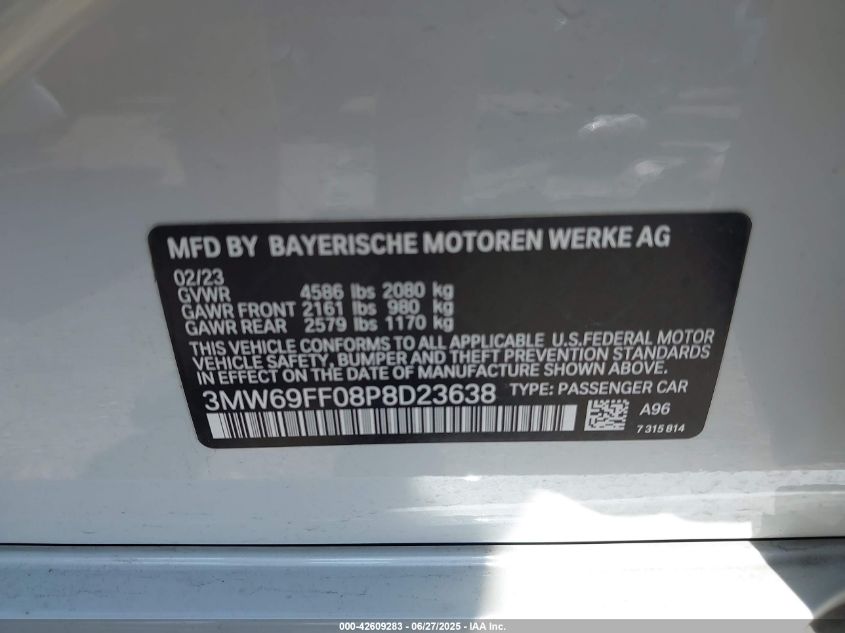 MFD BY BAYERISCHE MOTOREN WERKE AG
02/23
GVWR 4586 lbs 2080 kg
GAWR FRONT 2161 lbs 980 kg
GAWR REAR 2579 lbs 1170 kg
THIS VEHICLE CONFORMS TO ALL APPLICABLE U.S.FEDERAL MOTOR
VEHICLE SAFETY, BUMPER AND THEFT PREVENTION STANDARDS
IN EFFECT ON THE DATE OF MANUFACTURE SHOWN ABOVE.
3MW69FF08P8D23638 TYPE: PASSENGER CAR
A96
7 315 814
000-42609283 - 06/27/2025 - IAA Inc.